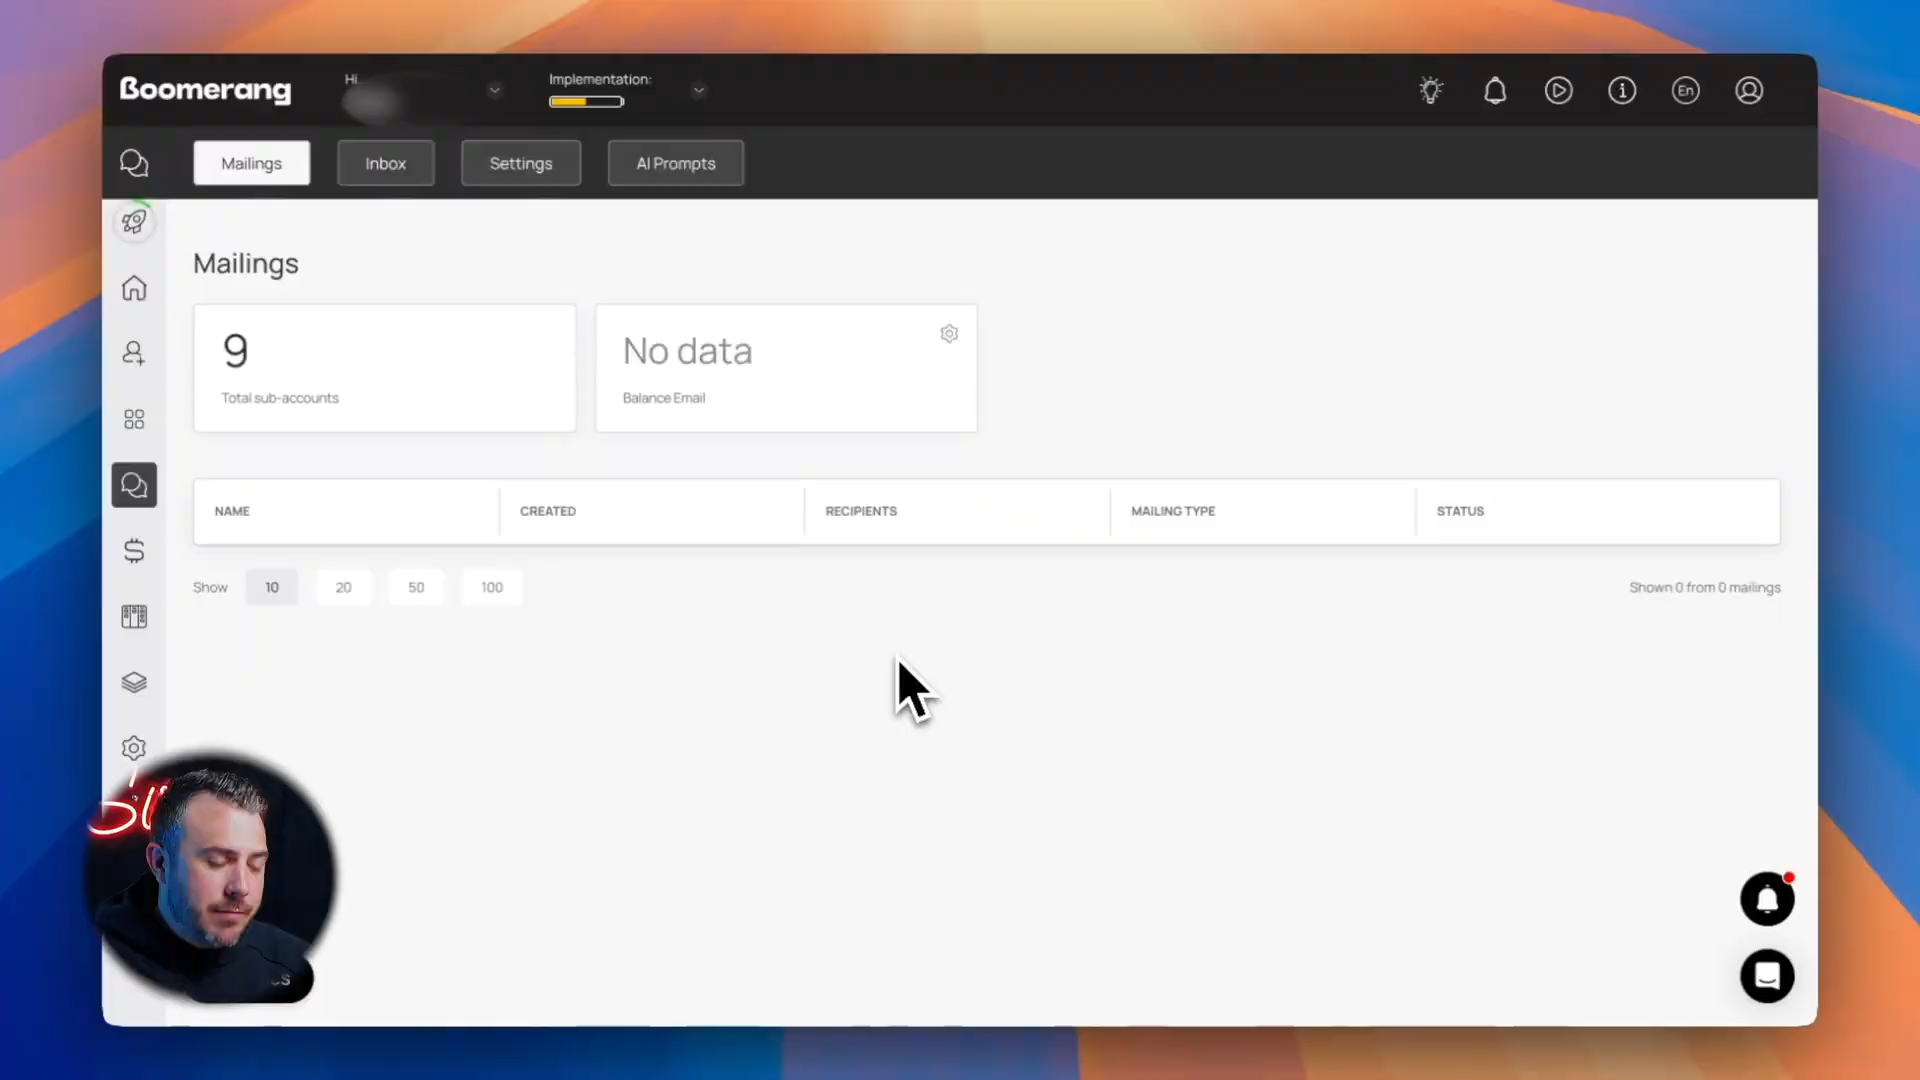 Boomerang
Hi
Implementation:
En
Mailings
Inbox
Settings
AI Prompts
Mailings
9
Total sub-accounts
No data
Balance Email
NAME
CREATED
RECIPIENTS
MAILING TYPE
STATUS
Show
10
20
50
100
Shown 0 from 0 mailings